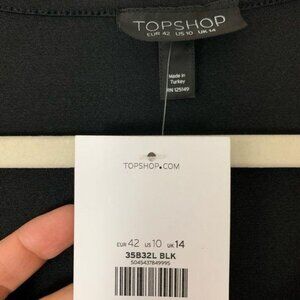 TOPSHOP
EUR 42 US 10 UK 14
Made in
Turkey
RN 125149
TOPSHOP.COM
EUR 42 US 10 UK 14
35B32L BLK
5045437849995